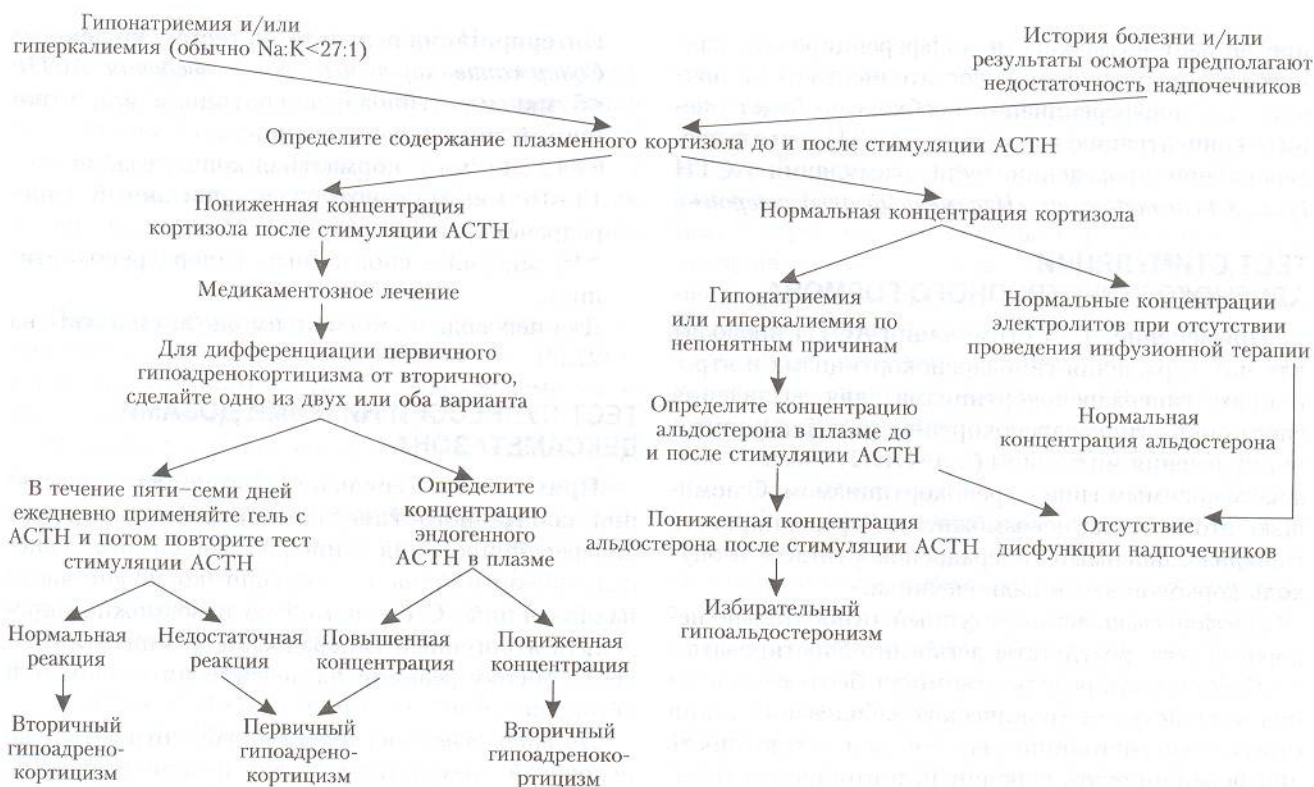 Гипонатриемия и/или
гиперкалиемия (обычно Na:K<27:1)
История болезни и/или
результаты осмотра предполагают
недостаточность надпочечников
Определите содержание плазменного кортизола до и после стимуляции АСТН
Пониженная концентрация
кортизола после стимуляции АСТН
Нормальная концентрация кортизола
Медикаментозное лечение
Гипонатриемия
или гиперкалиемия по
непонятным причинам
Нормальные концентрации
электролитов при отсутствии
проведения инфузионной терапии
Для дифференциации первичного
гипоаденокортицизма от вторичного,
сделайте одно из двух или оба варианта
Определите концентрацию
альдостерона в плазме до
и после стимуляции АСТН
Нормальная
концентрация альдостерона
В течение пяти–семи дней
ежедневно применяйте гель с
АСТН и потом повторите тест
стимуляции АСТН
Определите
концентрацию
эндогенного
АСТН в плазме
Пониженная концентрация
альдостерона после стимуляции АСТН
Отсутствие
дисфункции надпочечников
Избирательный
гипоальдостеронизм
Нормальная
реакция
Недостаточная
реакция
Повышенная
концентрация
Пониженная
концентрация
Вторичный
гипоадрено-
кортицизм
Первичный
гипоадрено-
кортицизм
Вторичный
гипоаденоко-
ртицизм